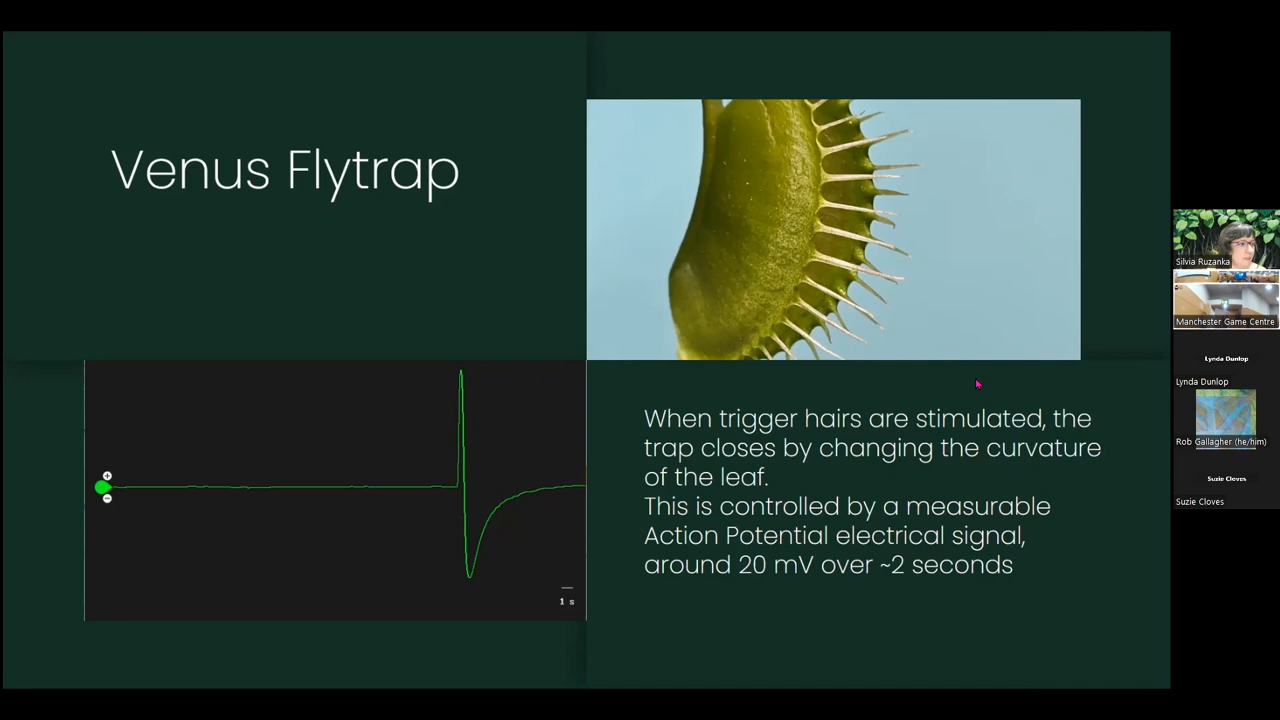 Venus Flytrap
When trigger hairs are stimulated, the
trap closes by changing the curvature
of the leaf.
This is controlled by a measurable
Action Potential electrical signal,
around 20 mV over ~2 seconds
1 s
Silvia Ruzanka
Manchester Game Centre
Lynda Dunlop
Lynda Dunlop
Rob Gallagher (he/him)
Suzie Cloves
Suzie Cloves